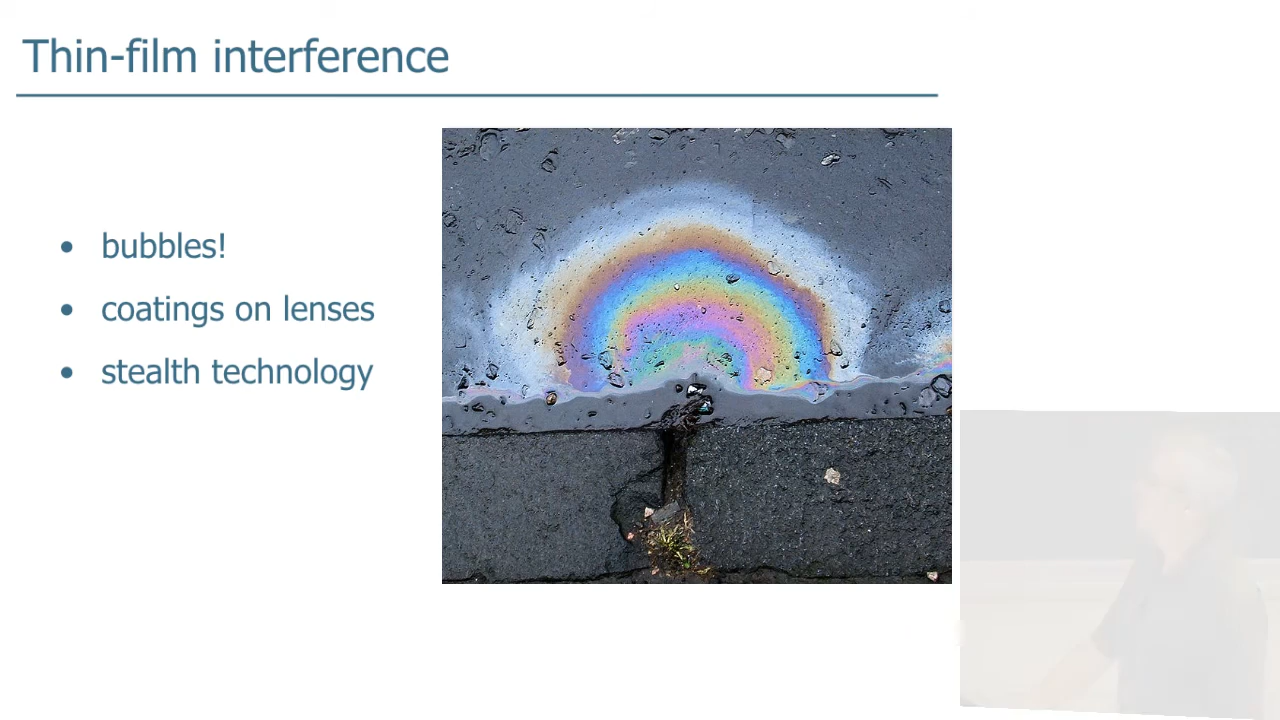 Thin-film interference
• bubbles!
• coatings on lenses
• stealth technology